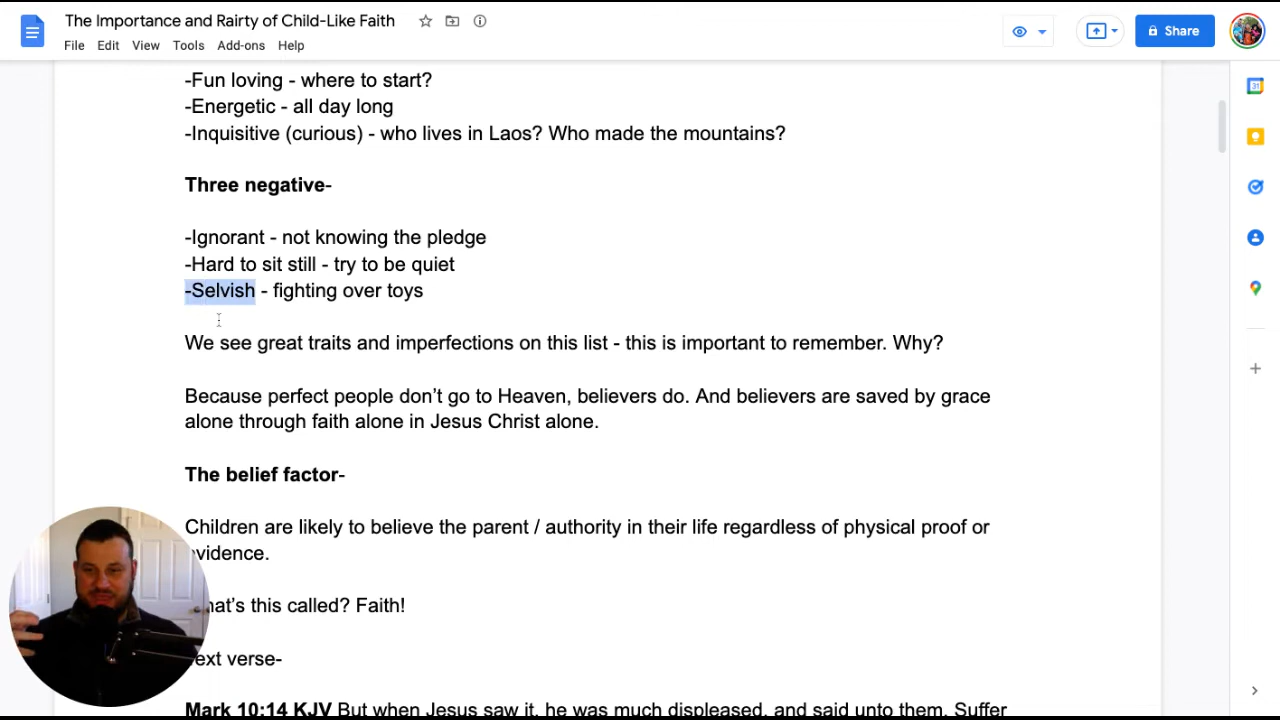 The Importance and Rairty of Child-Like Faith
File Edit View Tools Add-ons Help
Share
-Fun loving - where to start?
-Energetic - all day long
-Inquisitive (curious) - who lives in Laos? Who made the mountains?
Three negative-
-Ignorant - not knowing the pledge
-Hard to sit still - try to be quiet
-Selvish - fighting over toys
We see great traits and imperfections on this list - this is important to remember. Why?
Because perfect people don’t go to Heaven, believers do. And believers are saved by grace
alone through faith alone in Jesus Christ alone.
The belief factor-
Children are likely to believe the parent / authority in their life regardless of physical proof or
vidence.
hat’s this called? Faith!
ext verse-
Mark 10:14 KJV But when Jesus saw it, he was much displeased, and said unto them, Suffer
31